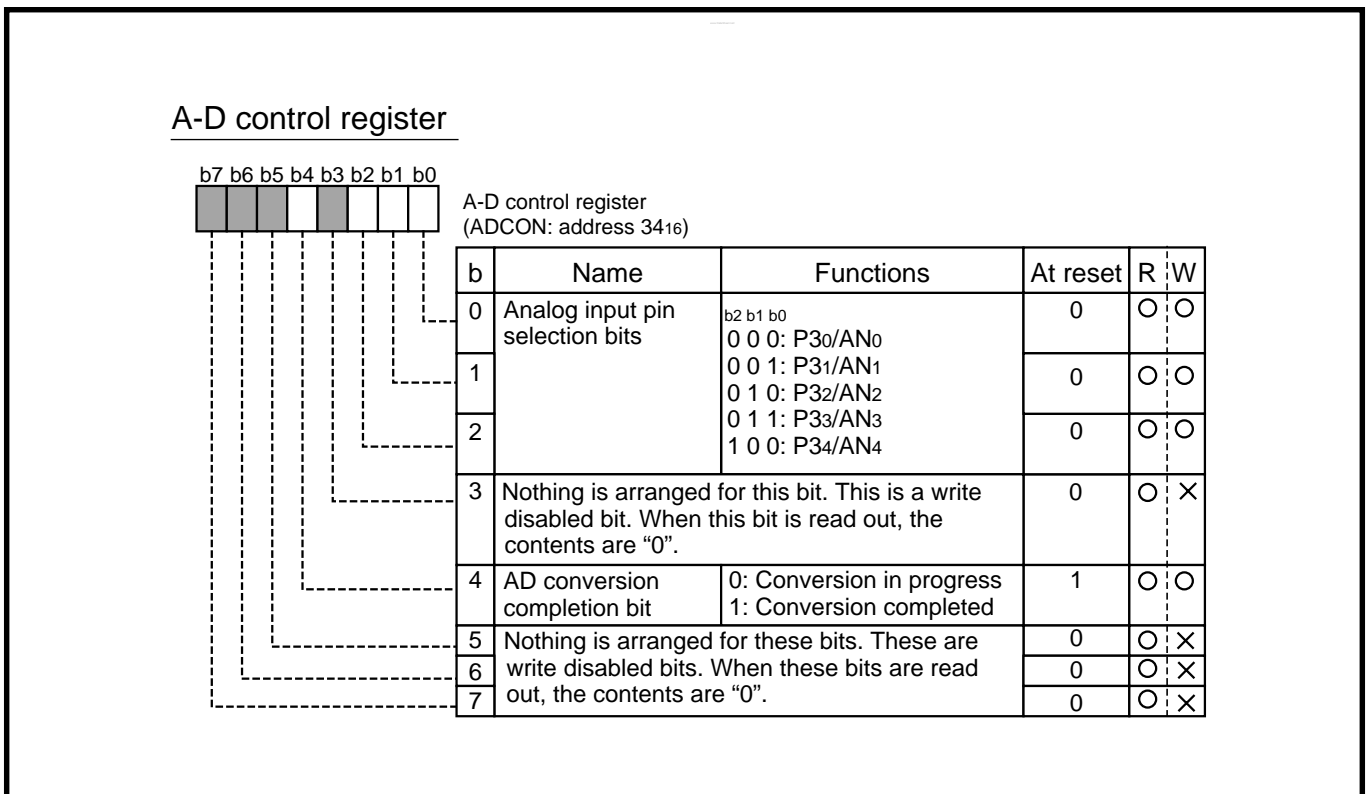 A-D control register
b7 b6 b5 b4 b3 b2 b1 b0
A-D control register
(ADCON: address 3416)
b Name Functions At reset R W
0 Analog input pin selection bits 0 O O
b2 b1 b0
0 0 0: P30/AN0
0 0 1: P31/AN1
0 1 0: P32/AN2
0 1 1: P33/AN3
1 0 0: P34/AN4
1 0 O O
2 0 O O
3 Nothing is arranged for this bit. This is a write 0 O ×
disabled bit. When this bit is read out, the
contents are “0”.
4 AD conversion 0: Conversion in progress 1 O O
completion bit 1: Conversion completed
5 Nothing is arranged for these bits. These are 0 O ×
6 write disabled bits. When these bits are read 0 O ×
7 out, the contents are “0”. 0 O ×